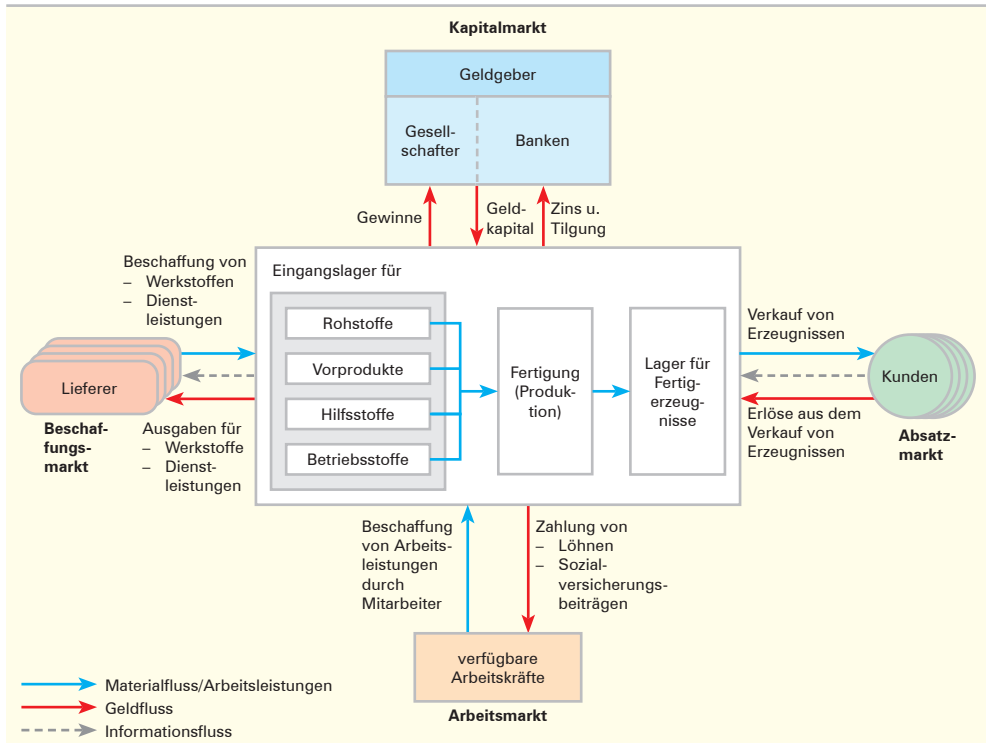 Kapitalmarkt
Geldgeber
Gesell-
schafter
Banken
Gewinne
Geld-
kapital
Zins u.
Tilgung
Beschaffung von
– Werkstoffen
– Dienst-
leistungen
Eingangslager für
Rohstoffe
Vorprodukte
Hilfsstoffe
Betriebsstoffe
Fertigung
(Produk-
tion)
Lager für
Fertig-
erzeug-
nisse
Verkauf von
Erzeugnissen
Lieferer
Kunden
Beschaf-
fungs-
markt
Ausgaben für
– Werkstoffe
– Dienst-
leistungen
Erlöse aus dem
Verkauf von
Erzeugnissen
Absatz-
markt
Beschaffung
von Arbeits-
leistungen
durch
Mitarbeiter
Zahlung von
– Löhnen
– Sozial-
versicherungs-
beiträgen
verfügbare
Arbeitskräfte
Arbeitsmarkt
Materialfluss/Arbeitsleistungen
Geldfluss
Informationsfluss